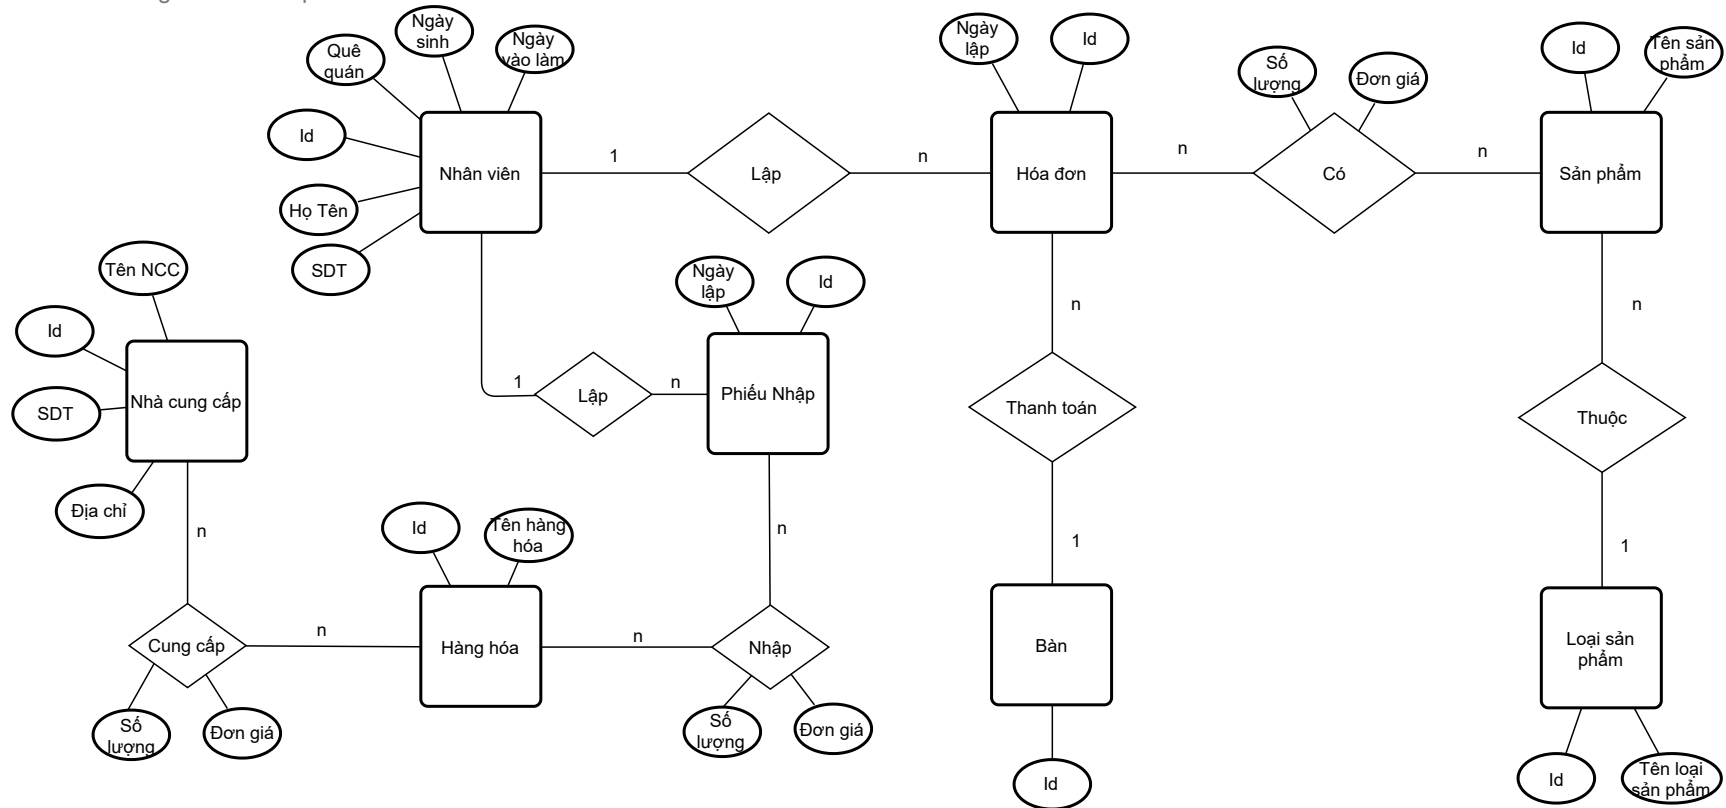 Ngày
sinh
Ngày
vào làm
Quê
quán
Id
Họ Tên
SDT
Nhân viên
1
Lập
n
Ngày
lập
Id
Hóa đơn
n
Số
lượng
Đơn giá
Có
n
Id
Tên sản
phẩm
Sản phẩm
Tên NCC
Id
SDT
Địa chỉ
Nhà cung cấp
1
Lập
n
Ngày
lập
Id
Phiếu Nhập
n
Thanh toán
1
Bàn
Id
n
Thuộc
1
Loại sản
phẩm
Id
Tên loại
sản phẩm
n
Cung cấp
Số
lượng
Đơn giá
n
Id
Tên hàng
hóa
Hàng hóa
n
n
Nhập
Số
lượng
Đơn giá